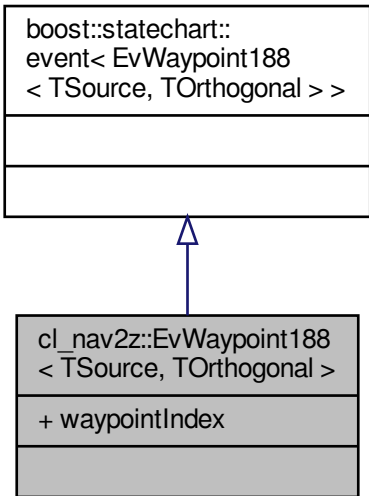 boost::statechart::
event< EvWaypoint188
< TSource, TOrthogonal > >
cl_nav2z::EvWaypoint188
< TSource, TOrthogonal >
+ waypointIndex